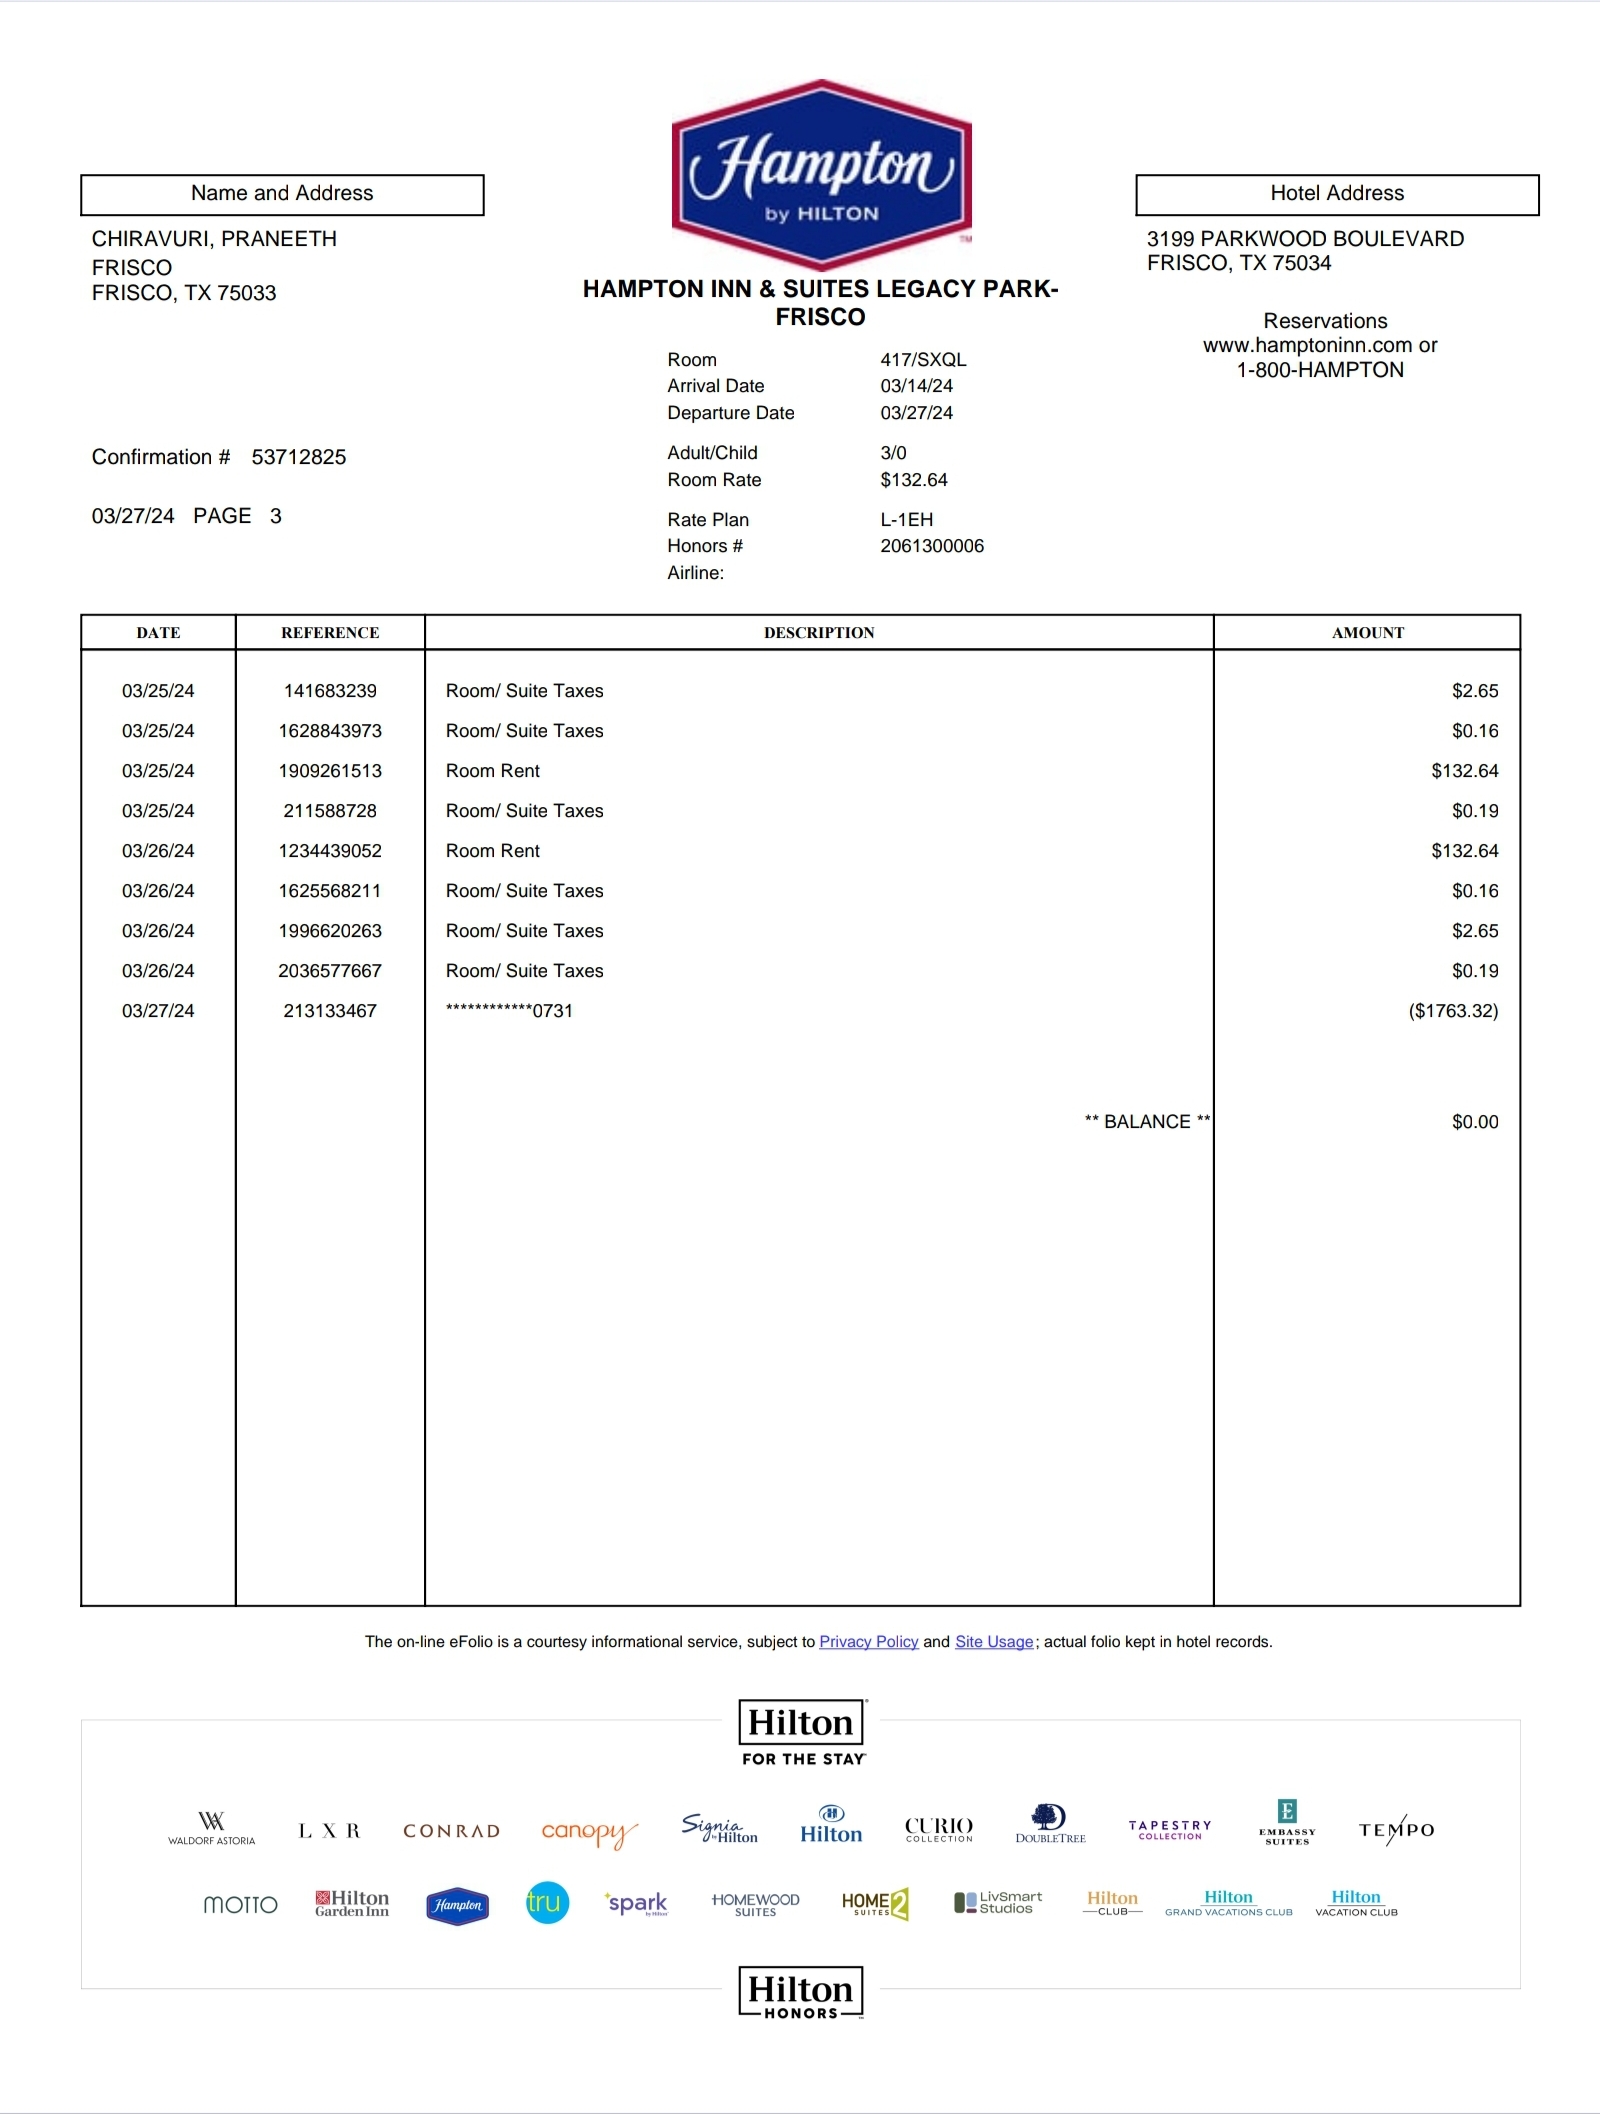 Hampton
by HILTON
TM
Name and Address
Hotel Address
CHIRAVURI, PRANEETH
FRISCO
FRISCO, TX 75033
3199 PARKWOOD BOULEVARD
FRISCO, TX 75034
HAMPTON INN & SUITES LEGACY PARK-
FRISCO
Reservations
www.hamptoninn.com or
1-800-HAMPTON
Room 417/SXQL
Arrival Date 03/14/24
Departure Date 03/27/24
Confirmation # 53712825
Adult/Child 3/0
Room Rate $132.64
03/27/24 PAGE 3
Rate Plan L-1EH
Honors # 2061300006
Airline:
DATE REFERENCE DESCRIPTION AMOUNT
03/25/24 141683239 Room/ Suite Taxes $2.65
03/25/24 1628843973 Room/ Suite Taxes $0.16
03/25/24 1909261513 Room Rent $132.64
03/25/24 211588728 Room/ Suite Taxes $0.19
03/26/24 1234439052 Room Rent $132.64
03/26/24 1625568211 Room/ Suite Taxes $0.16
03/26/24 1996620263 Room/ Suite Taxes $2.65
03/26/24 2036577667 Room/ Suite Taxes $0.19
03/27/24 213133467 ************0731 ($1763.32)
** BALANCE ** $0.00
The on-line eFolio is a courtesy informational service, subject to Privacy Policy and Site Usage; actual folio kept in hotel records.
Hilton
FOR THE STAY
WALDORF ASTORIA
LXR
CONRAD
canopy
Signia by Hilton
Hilton
CURIO COLLECTION
DOUBLETREE
TAPESTRY COLLECTION
EMBASSY SUITES
TEMPO
MOTTO
Hilton Garden Inn
Hampton
tru
spark by Hilton
HOMEWOOD SUITES
HOME2 SUITES
LivSmart Studios
Hilton CLUB
Hilton GRAND VACATIONS CLUB
Hilton VACATION CLUB
Hilton
HONORS